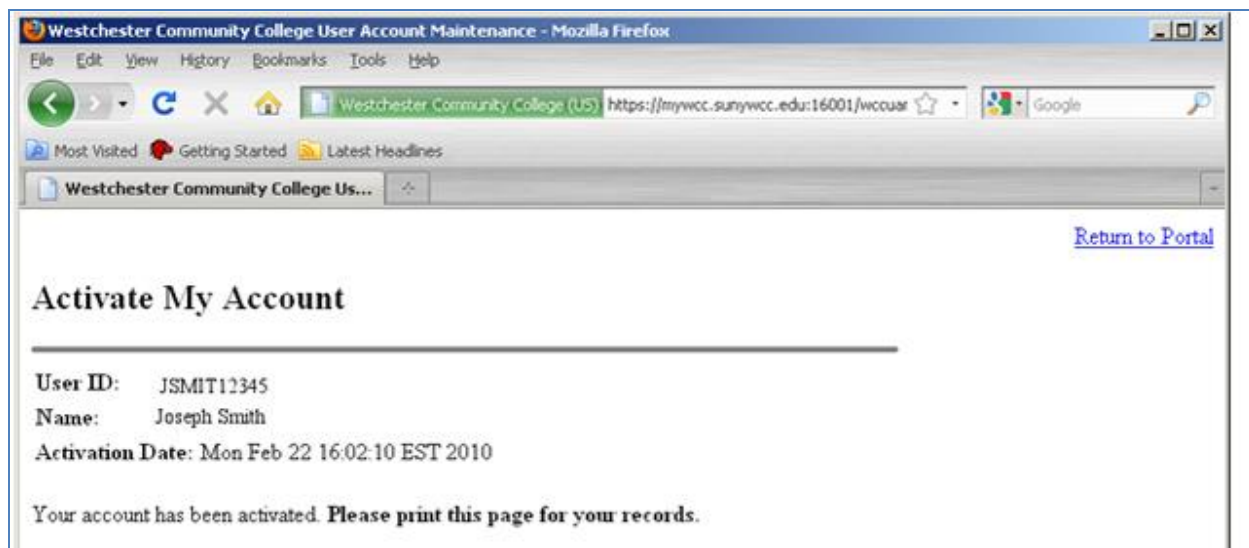 Westchester Community College User Account Maintenance - Mozilla Firefox
File Edit View History Bookmarks Tools Help
Westchester Community College (US) https://mywcc.sunywcc.edu:16001/wccuar Google
Most Visited Getting Started Latest Headlines
Westchester Community College Us...
Return to Portal
Activate My Account
User ID: JSMIT12345
Name: Joseph Smith
Activation Date: Mon Feb 22 16:02:10 EST 2010
Your account has been activated. Please print this page for your records.